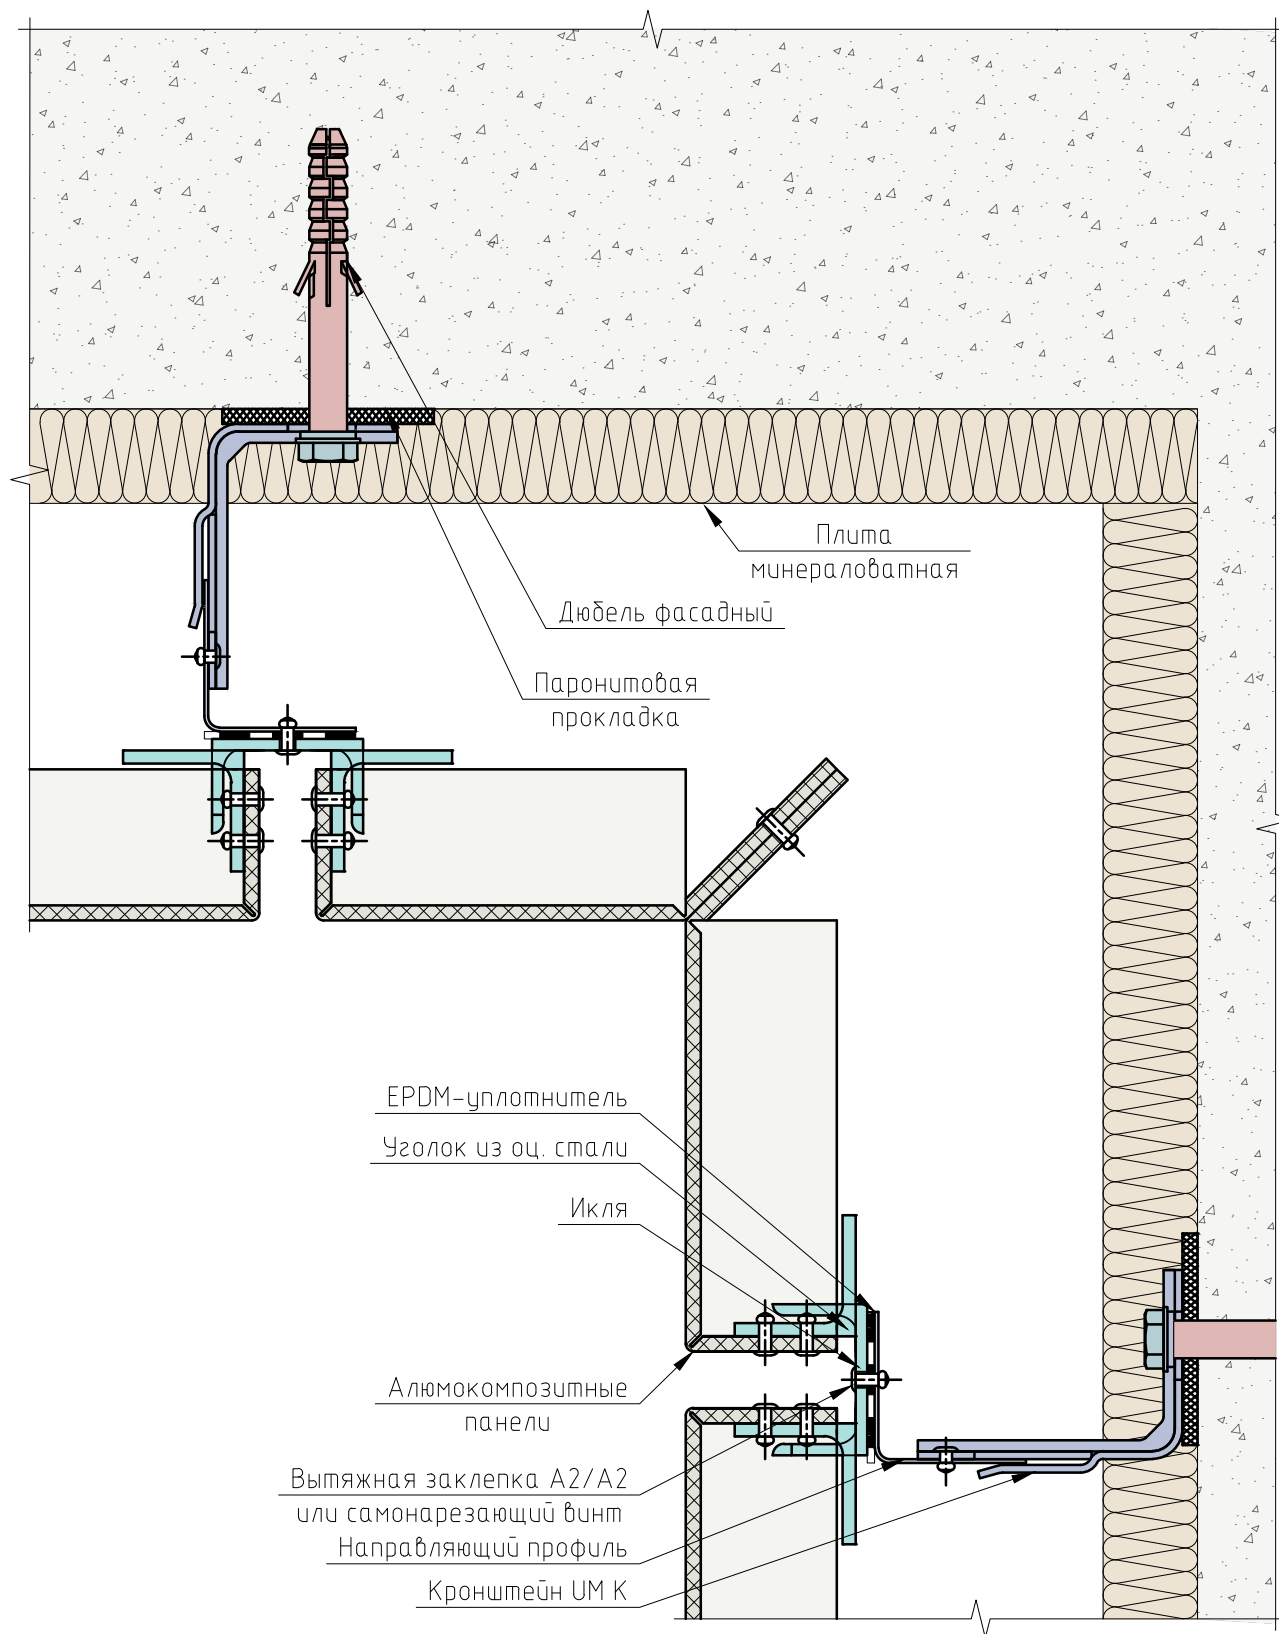 Плита
минераловатная
Дюбель фасадный
Паронитовая
прокладка
EPDM-уплотнитель
Уголок из оц. стали
Икля
Алюмокомпозитные
панели
Вытяжная заклепка А2/А2
или самонарезающий винт
Направляющий профиль
Кронштейн UM K